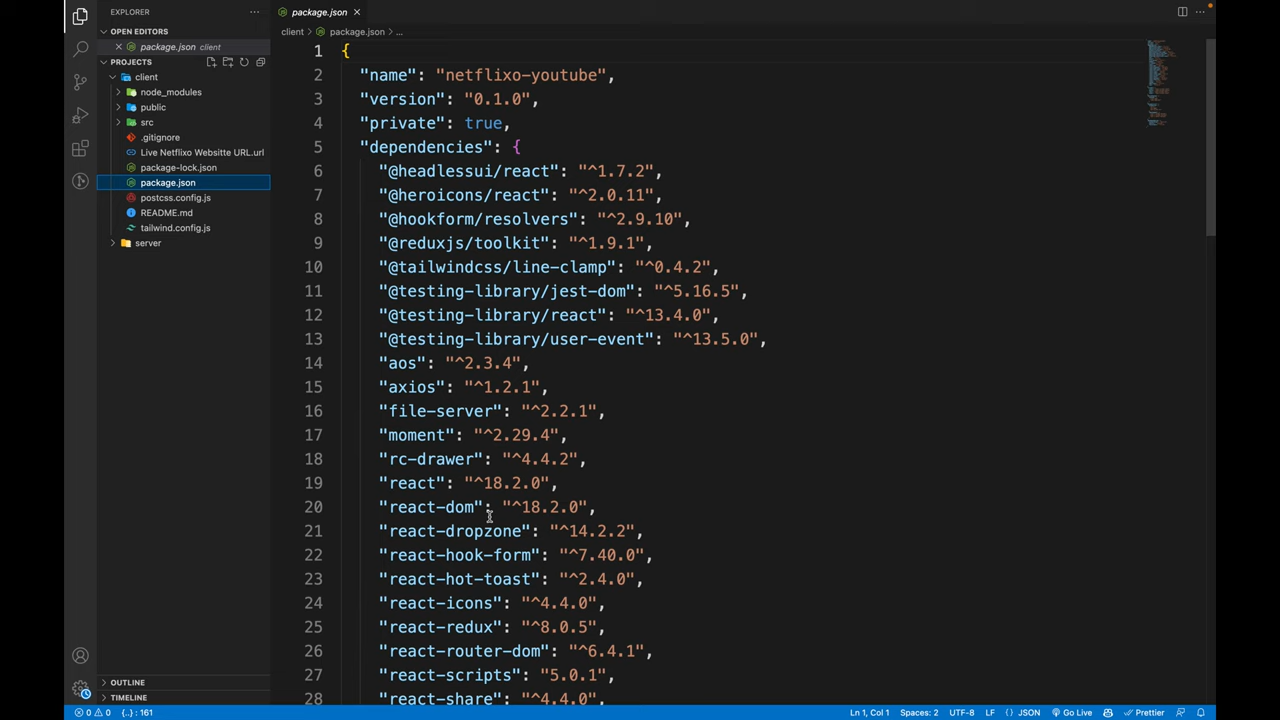 EXPLORER
OPEN EDITORS
package.json client
PROJECTS
client
node_modules
public
src
.gitignore
Live Netflixo Websitte URL.url
package-lock.json
package.json
postcss.config.js
README.md
tailwind.config.js
server
OUTLINE
TIMELINE
package.json
client > package.json > ...
1 {
2 "name": "netflixo-youtube",
3 "version": "0.1.0",
4 "private": true,
5 "dependencies": {
6 "@headlessui/react": "^1.7.2",
7 "@heroicons/react": "^2.0.11",
8 "@hookform/resolvers": "^2.9.10",
9 "@reduxjs/toolkit": "^1.9.1",
10 "@tailwindcss/line-clamp": "^0.4.2",
11 "@testing-library/jest-dom": "^5.16.5",
12 "@testing-library/react": "^13.4.0",
13 "@testing-library/user-event": "^13.5.0",
14 "aos": "^2.3.4",
15 "axios": "^1.2.1",
16 "file-server": "^2.2.1",
17 "moment": "^2.29.4",
18 "rc-drawer": "^4.4.2",
19 "react": "^18.2.0",
20 "react-dom": "^18.2.0",
21 "react-dropzone": "^14.2.2",
22 "react-hook-form": "^7.40.0",
23 "react-hot-toast": "^2.4.0",
24 "react-icons": "^4.4.0",
25 "react-redux": "^8.0.5",
26 "react-router-dom": "^6.4.1",
27 "react-scripts": "5.0.1",
28 "react-share": "^4.4.0",
0 0 {..}: 161 Ln 1, Col 1 Spaces: 2 UTF-8 LF { } JSON Go Live Prettier